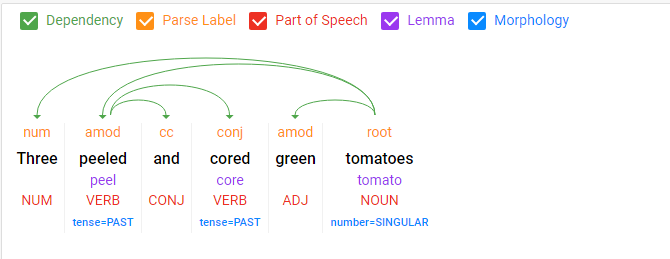 Dependency Parse Label Part of Speech Lemma Morphology
num amod cc conj amod root
Three peeled and cored green tomatoes
peel core tomato
NUM VERB CONJ VERB ADJ NOUN
tense=PAST tense=PAST number=SINGULAR